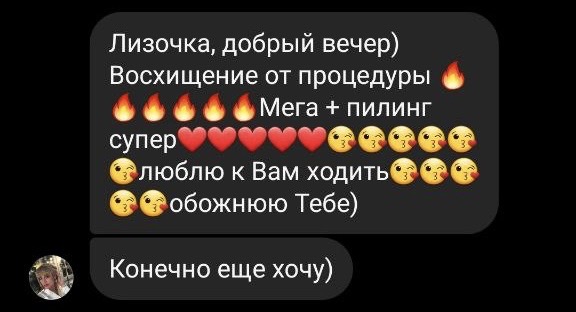 Лизочка, добрый вечер)
Восхищение от процедуры 🔥
🔥🔥🔥🔥🔥Мега + пилинг
супер❤️❤️❤️❤️❤️😘😘😘😘😘
😘люблю к Вам ходить😘😘😘
😘😘обожнюю Тебе)
Конечно еще хочу)